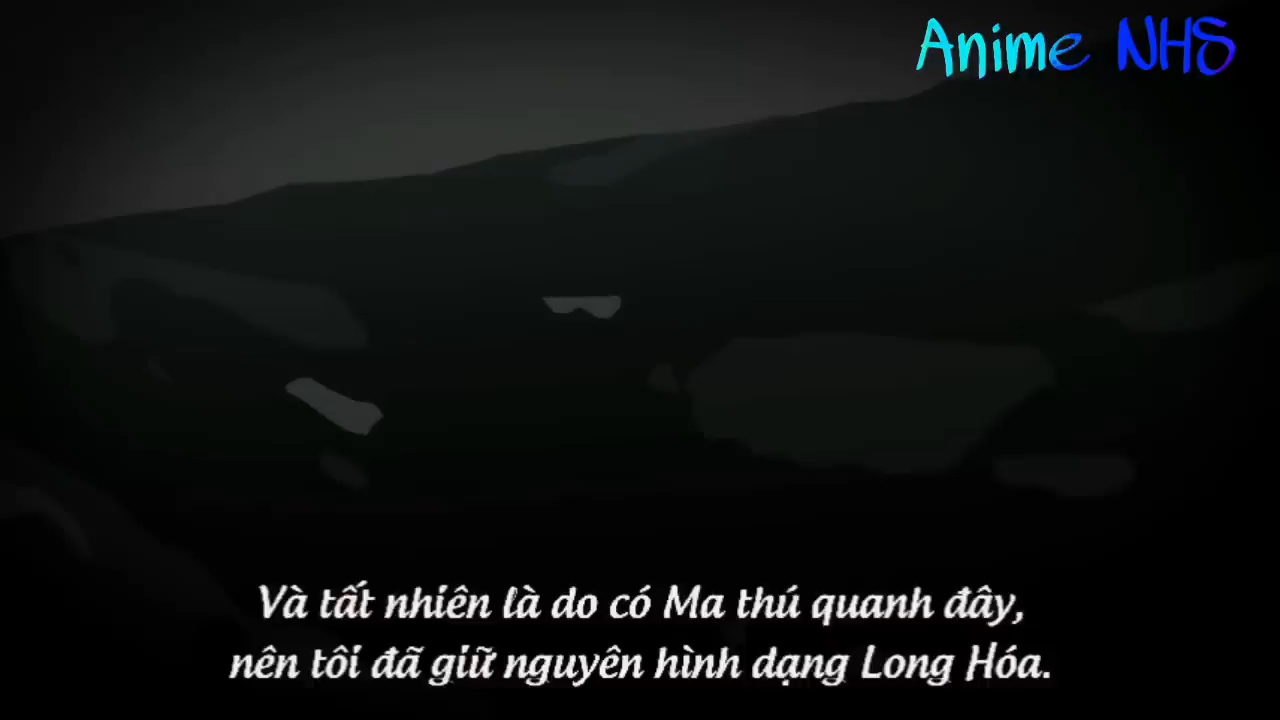 Anime NHS
Và tất nhiên là do có Ma thú quanh đây,
nên tôi đã giữ nguyên hình dạng Long Hóa.